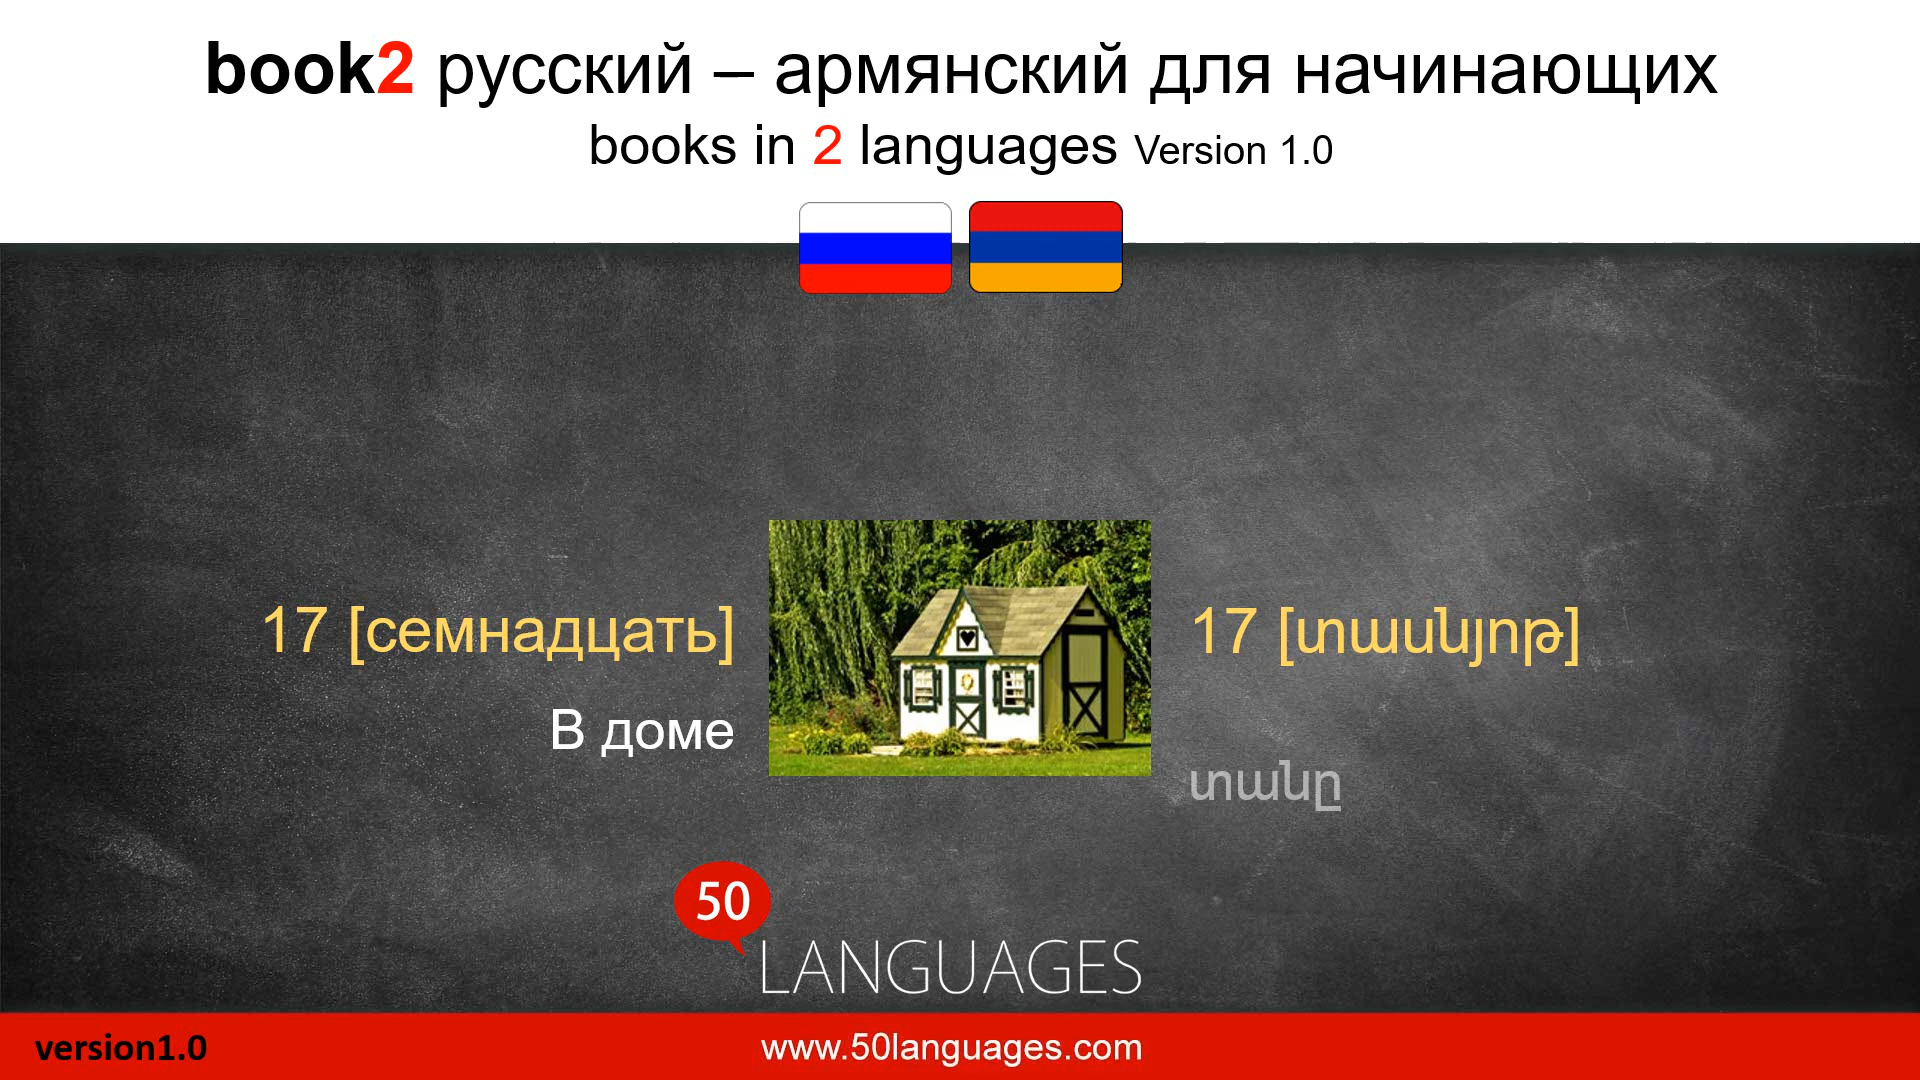 book2 русский – армянский для начинающих
books in 2 languages Version 1.0
17 [семнадцать]
В доме
17 [տասնյոթ]
տանը
50
LANGUAGES
version1.0
www.50languages.com